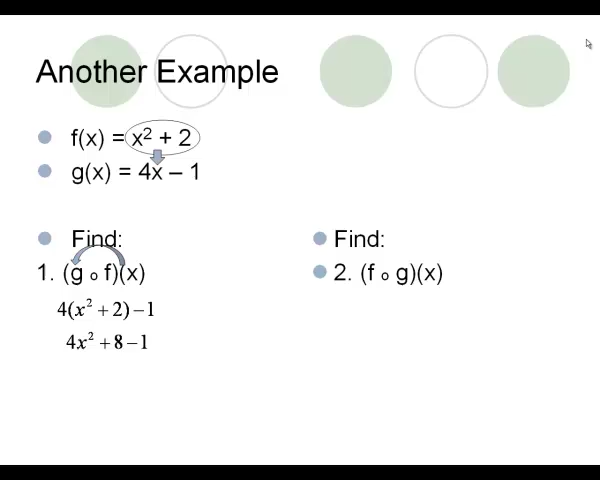 Another Example
f(x) = x² + 2
g(x) = 4x – 1
Find:
1. (g ∘ f)(x)
4(x² + 2) – 1
4x² + 8 – 1
Find:
2. (f ∘ g)(x)